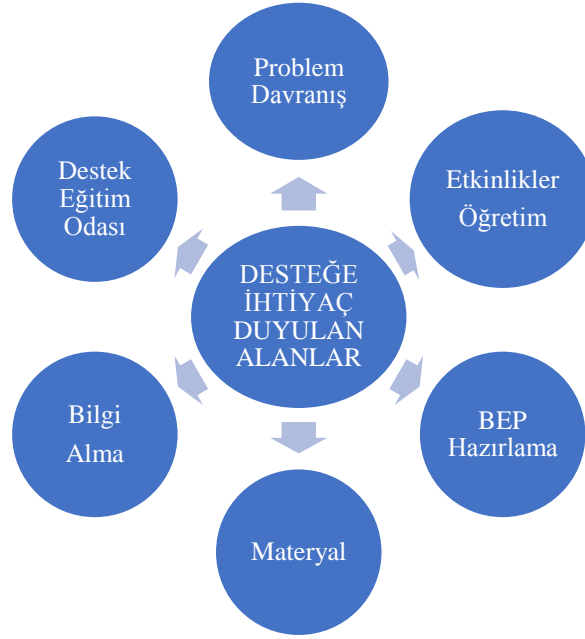 Problem
Davranış
Etkinlikler
Öğretim
BEP
Hazırlama
Materyal
Bilgi
Alma
Destek
Eğitim
Odası
DESTEĞE
İHTİYAÇ
DUYULAN
ALANLAR